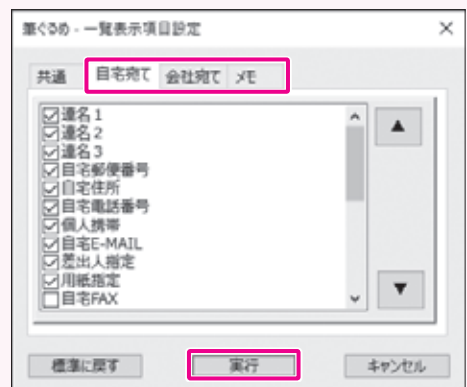 筆ぐるめ - 一覧表示項目設定
共通 自宅宛て 会社宛て メモ
連名1
連名2
連名3
自宅郵便番号
自宅住所
自宅電話番号
個人携帯
自宅E-MAIL
差出人指定
用紙指定
自宅FAX
標準に戻す 実行 キャンセル